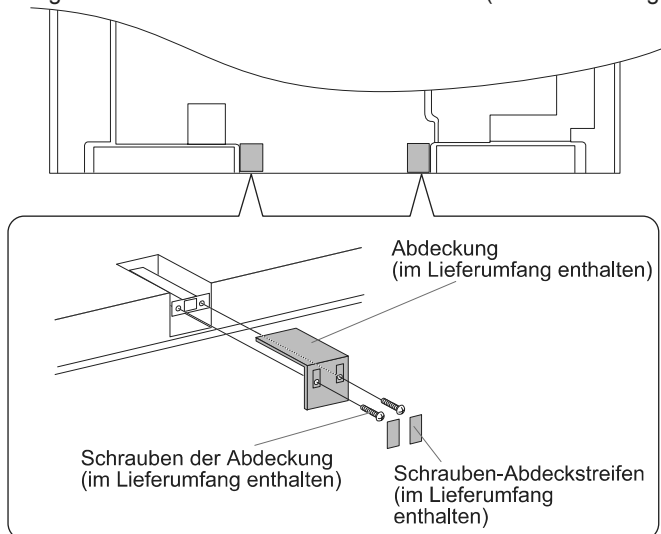 Abdeckung
(im Lieferumfang enthalten)
Schrauben der Abdeckung
(im Lieferumfang enthalten)
Schrauben-Abdeckstreifen
(im Lieferumfang
enthalten)